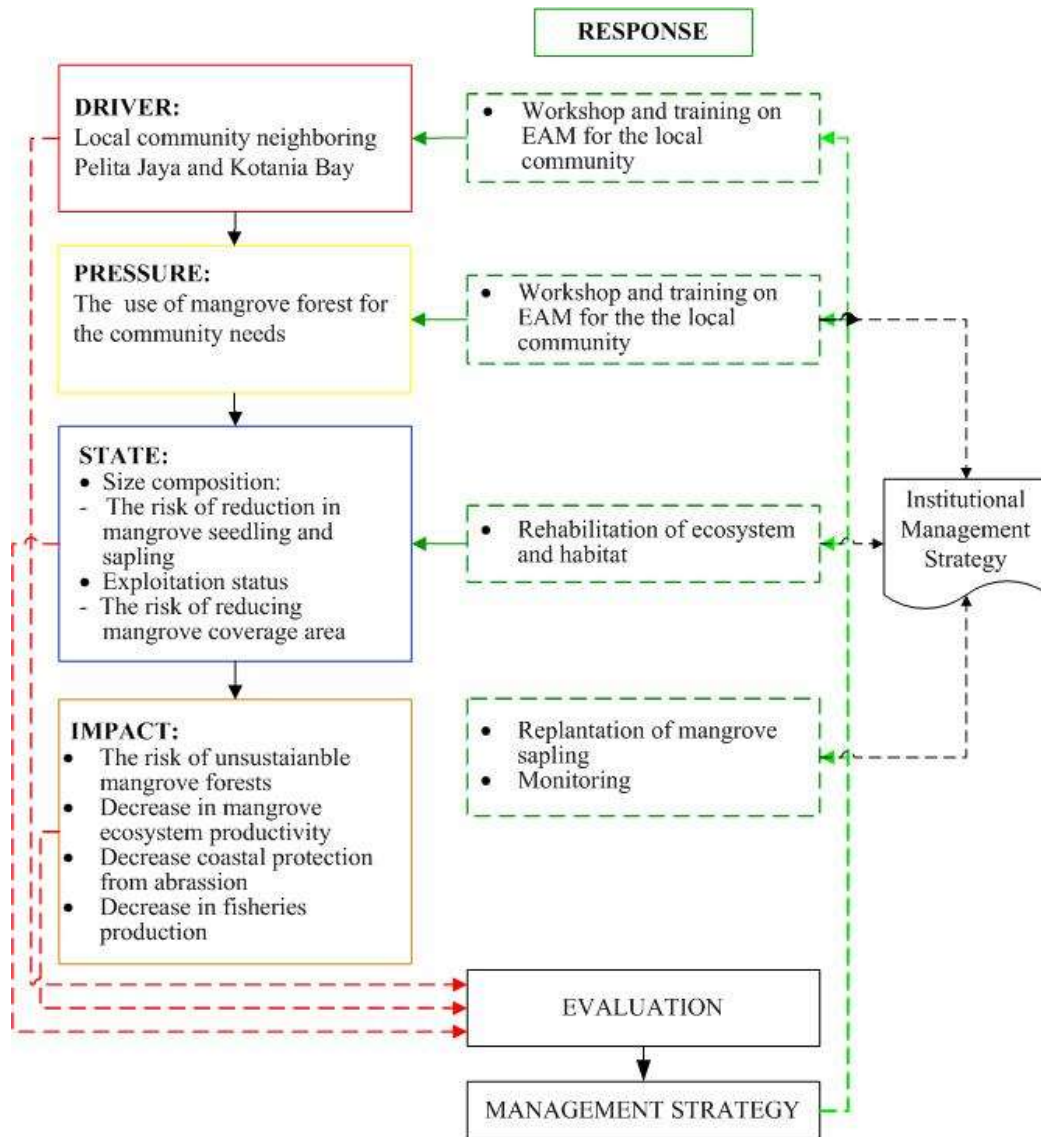 RESPONSE
DRIVER:
Local community neighboring
Pelita Jaya and Kotania Bay
• Workshop and training on
EAM for the local
community
PRESSURE:
The use of mangrove forest for
the community needs
• Workshop and training on
EAM for the the local
community
STATE:
• Size composition:
- The risk of reduction in
mangrove seedling and
sapling
• Exploitation status
- The risk of reducing
mangrove coverage area
• Rehabilitation of ecosystem
and habitat
Institutional
Management
Strategy
IMPACT:
• The risk of unsustaianble
mangrove forests
• Decrease in mangrove
ecosystem productivity
• Decrease coastal protection
from abrassion
• Decrease in fisheries
production
• Replantation of mangrove
sapling
• Monitoring
EVALUATION
MANAGEMENT STRATEGY